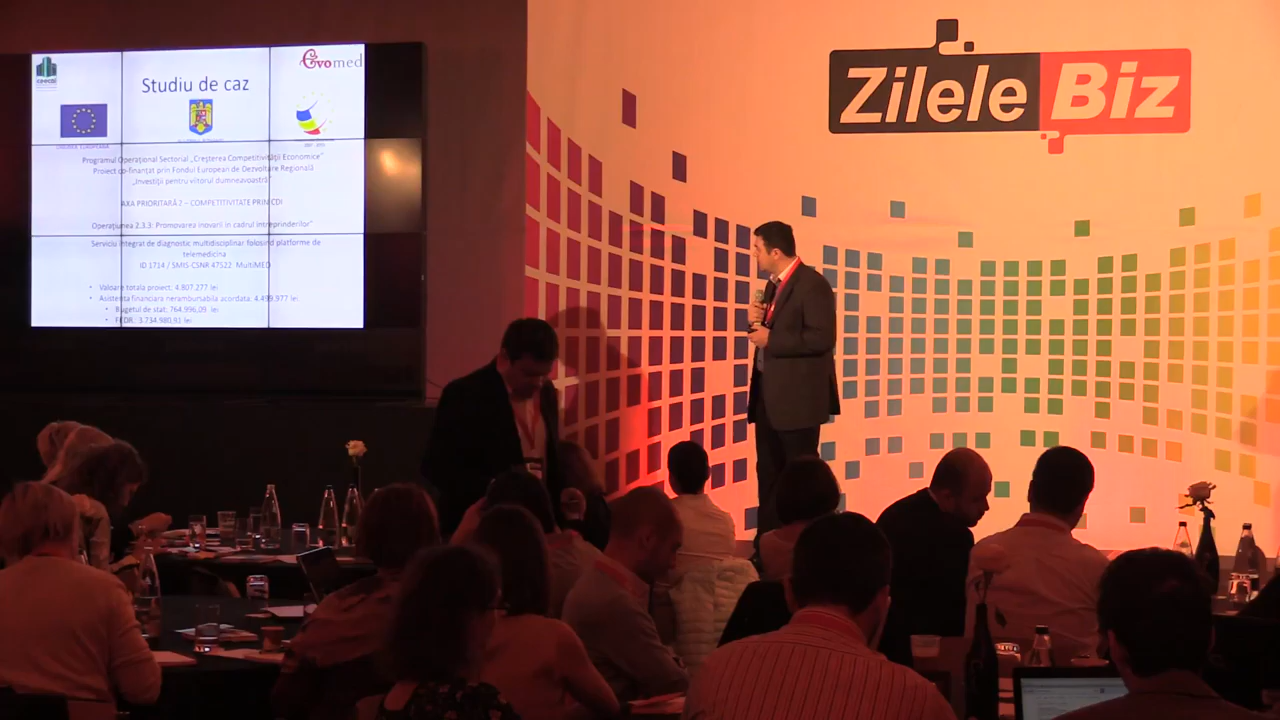 Evomed
Studiu de caz
UNIUNEA EUROPEANĂ
Programul Operațional Sectorial „Creșterea Competitivității Economice”
Proiect co-finanțat prin Fondul European de Dezvoltare Regională
„Investiții pentru viitorul dumneavoastră”
AXA PRIORITARĂ 2 – COMPETITIVITATE PRIN CDI
Operațiunea 2.3.3: Promovarea inovarii in cadrul intreprinderilor”
Serviciu integrat de diagnostic multidisciplinar folosind platforme de
telemedicina
ID 1714 / SMIS-CSNR 47522: MultiMED
• Valoare totala proiect: 4.807.277 lei
• Asistenta financiara nerambursabila acordata: 4.499.977 lei
• Bugetul de stat: 764.996,09 lei
• FEDR: 3.734.980,91 lei
Zilele Biz